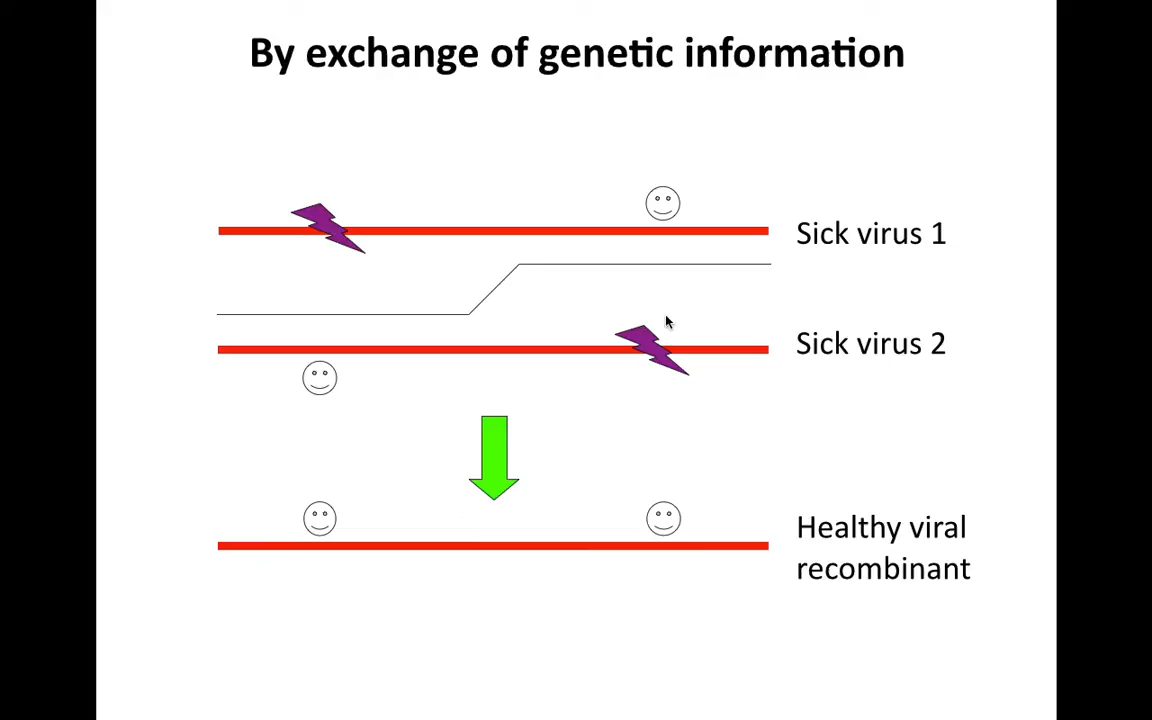 By exchange of genetic information
Sick virus 1
Sick virus 2
Healthy viral
recombinant